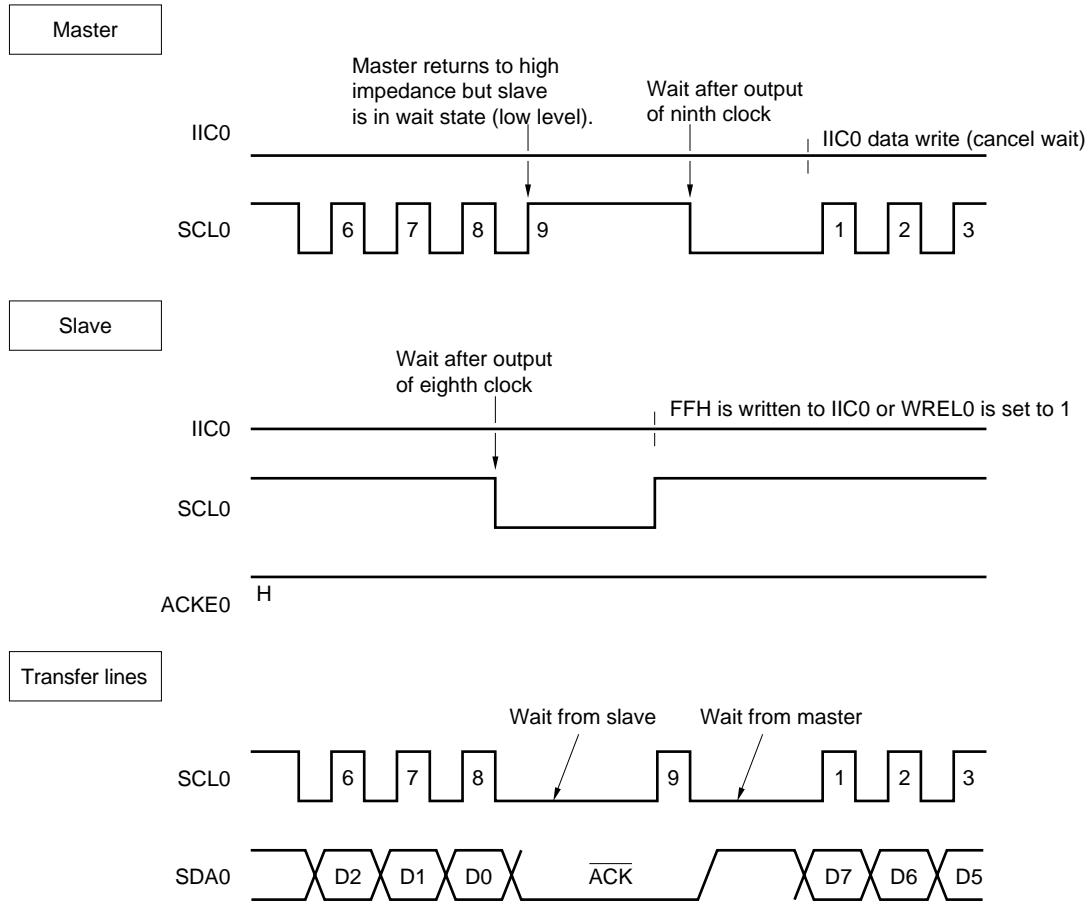 Master
Master returns to high
impedance but slave
is in wait state (low level).
Wait after output
of ninth clock
IIC0
IIC0 data write (cancel wait)
SCL0
6 7 8 9 1 2 3
Slave
Wait after output
of eighth clock
FFH is written to IIC0 or WREL0 is set to 1
IIC0
SCL0
H
ACKE0
Transfer lines
Wait from slave
Wait from master
SCL0
6 7 8 9 1 2 3
SDA0
D2 D1 D0 A̅C̅K̅ D7 D6 D5